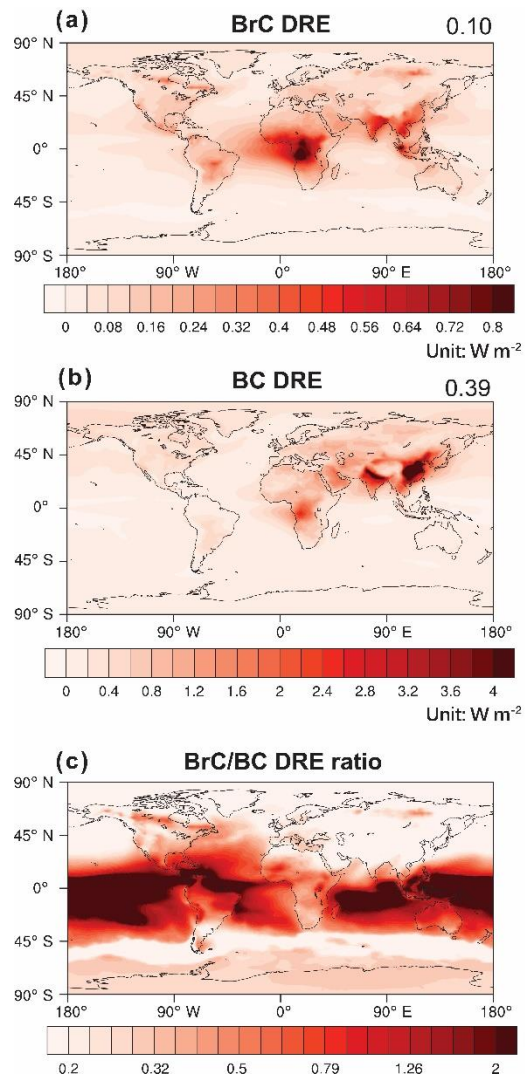 (a) BrC DRE 0.10
90° N
45° N
0°
45° S
90° S
180° 90° W 0° 90° E 180°
0 0.08 0.16 0.24 0.32 0.4 0.48 0.56 0.64 0.72 0.8
Unit: W m⁻²
(b) BC DRE 0.39
90° N
45° N
0°
45° S
90° S
180° 90° W 0° 90° E 180°
0 0.4 0.8 1.2 1.6 2 2.4 2.8 3.2 3.6 4
Unit: W m⁻²
(c) BrC/BC DRE ratio
90° N
45° N
0°
45° S
90° S
180° 90° W 0° 90° E 180°
0.2 0.32 0.5 0.79 1.26 2